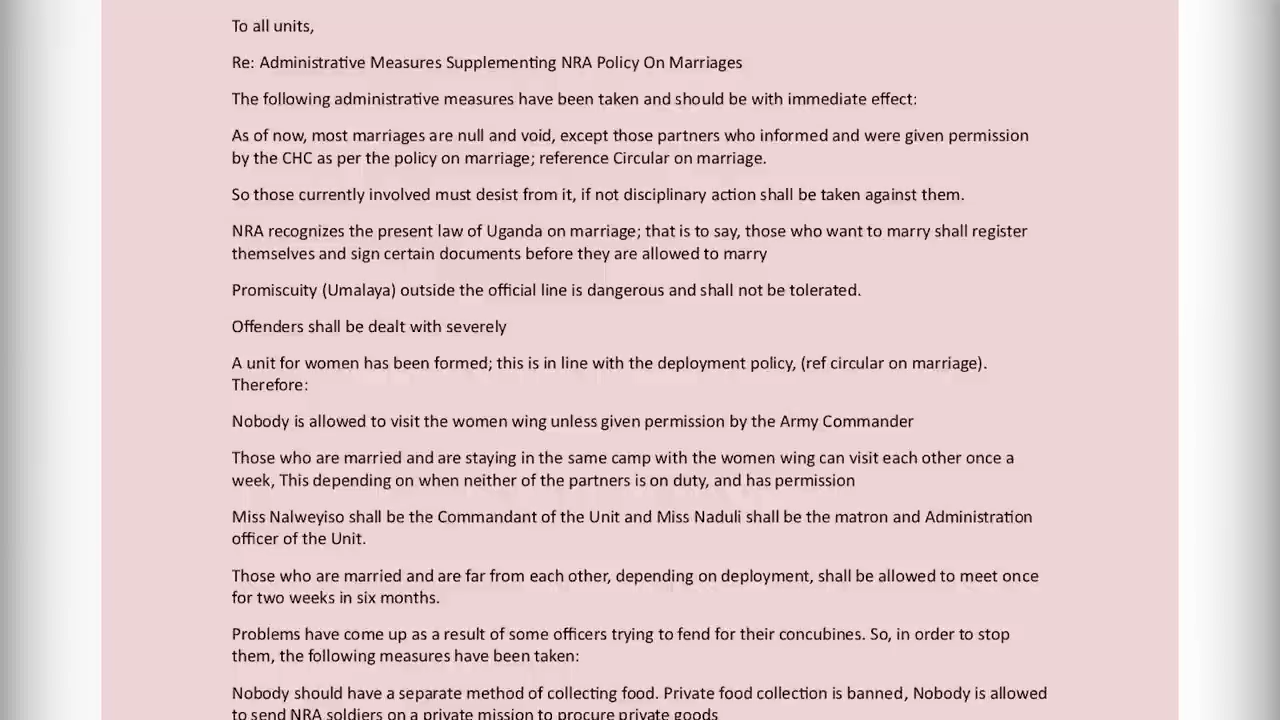 To all units,
Re: Administrative Measures Supplementing NRA Policy On Marriages
The following administrative measures have been taken and should be with immediate effect:
As of now, most marriages are null and void, except those partners who informed and were given permission
by the CHC as per the policy on marriage; reference Circular on marriage.
So those currently involved must desist from it, if not disciplinary action shall be taken against them.
NRA recognizes the present law of Uganda on marriage; that is to say, those who want to marry shall register
themselves and sign certain documents before they are allowed to marry
Promiscuity (Umalaya) outside the official line is dangerous and shall not be tolerated.
Offenders shall be dealt with severely
A unit for women has been formed; this is in line with the deployment policy, (ref circular on marriage).
Therefore:
Nobody is allowed to visit the women wing unless given permission by the Army Commander
Those who are married and are staying in the same camp with the women wing can visit each other once a
week, This depending on when neither of the partners is on duty, and has permission
Miss Nalweyiso shall be the Commandant of the Unit and Miss Naduli shall be the matron and Administration
officer of the Unit.
Those who are married and are far from each other, depending on deployment, shall be allowed to meet once
for two weeks in six months.
Problems have come up as a result of some officers trying to fend for their concubines. So, in order to stop
them, the following measures have been taken:
Nobody should have a separate method of collecting food. Private food collection is banned, Nobody is allowed
to send NRA soldiers on a private mission to procure private goods